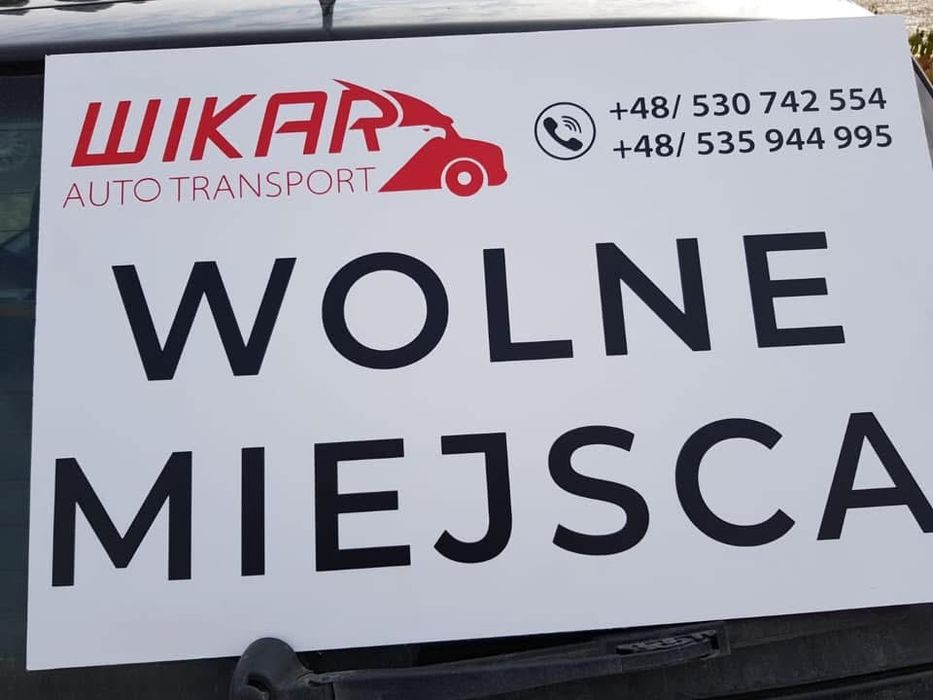 WIKAR
AUTO TRANSPORT
+48/ 530 742 554
+48/ 535 944 995
WOLNE
MIEJSCA